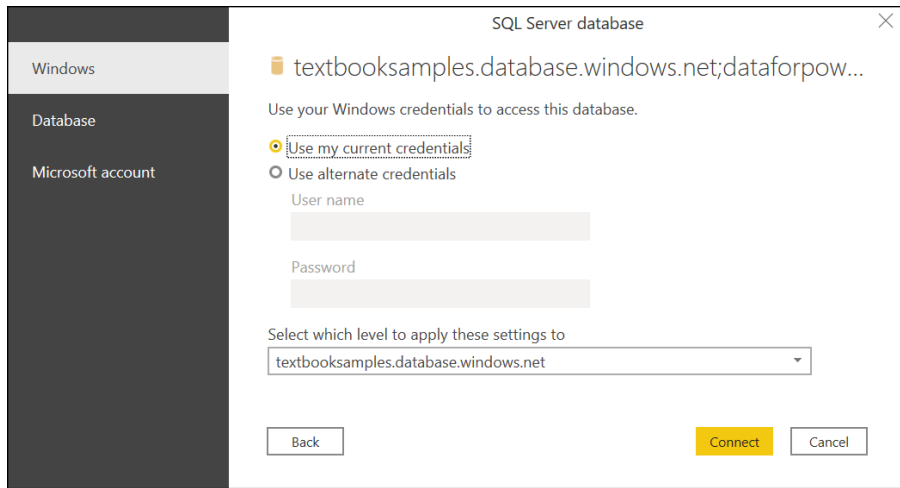 SQL Server database
Windows
Database
Microsoft account
textbooksamples.database.windows.net;dataforpow...
Use your Windows credentials to access this database.
Use my current credentials
Use alternate credentials
User name
Password
Select which level to apply these settings to
textbooksamples.database.windows.net
Back
Connect
Cancel